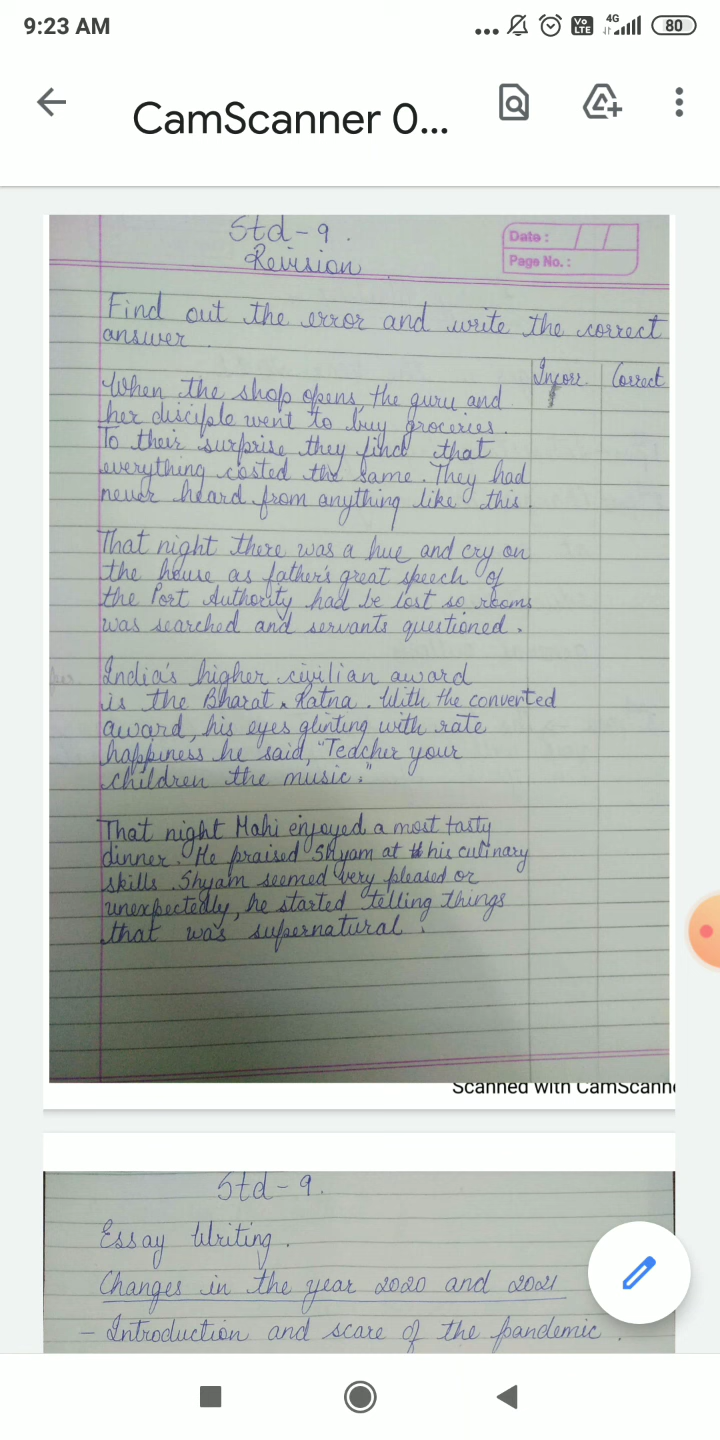 9:23 AM
... Vo LTE 4G 80
CamScanner 0...
Std-9.
Revision
Date :
Page No. :
Find out the error and write the correct
answer.
Incorr. Correct
When the shop opens the guru and
her disciple went to buy groceries.
To their surprise they find that
everything costed the same. They had
never heard from anything like this.
That night there was a hue and cry on
the house as father's great speech of
the Port Authority had be lost so rooms
was searched and servants questioned.
India's higher civilian award
is the Bharat Ratna. With the converted
award, his eyes glinting with rate
happiness he said, "Teacher your
children the music."
That night Mahi enjoyed a most tasty
dinner. He praised Shyam at his culinary
skills. Shyam seemed very pleased or
unexpectedly, he started telling things
that was supernatural.
Scanned with CamScann
Std-9.
Essay Writing.
Changes in the year 2020 and 2021
- Introduction and scare of the pandemic.